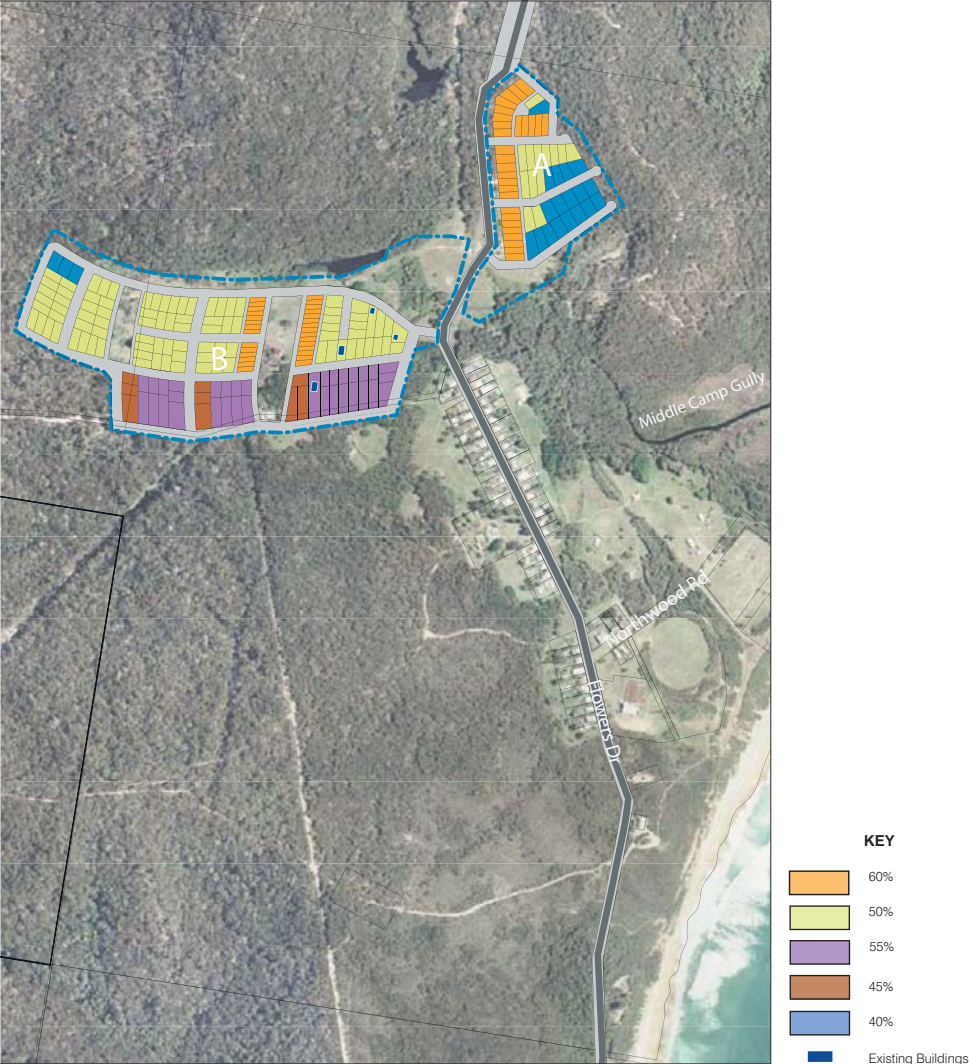 A
B
Middle Camp Gully
Northwood Rd
Flowers Dr
KEY
60%
50%
55%
45%
40%
Existing Buildings